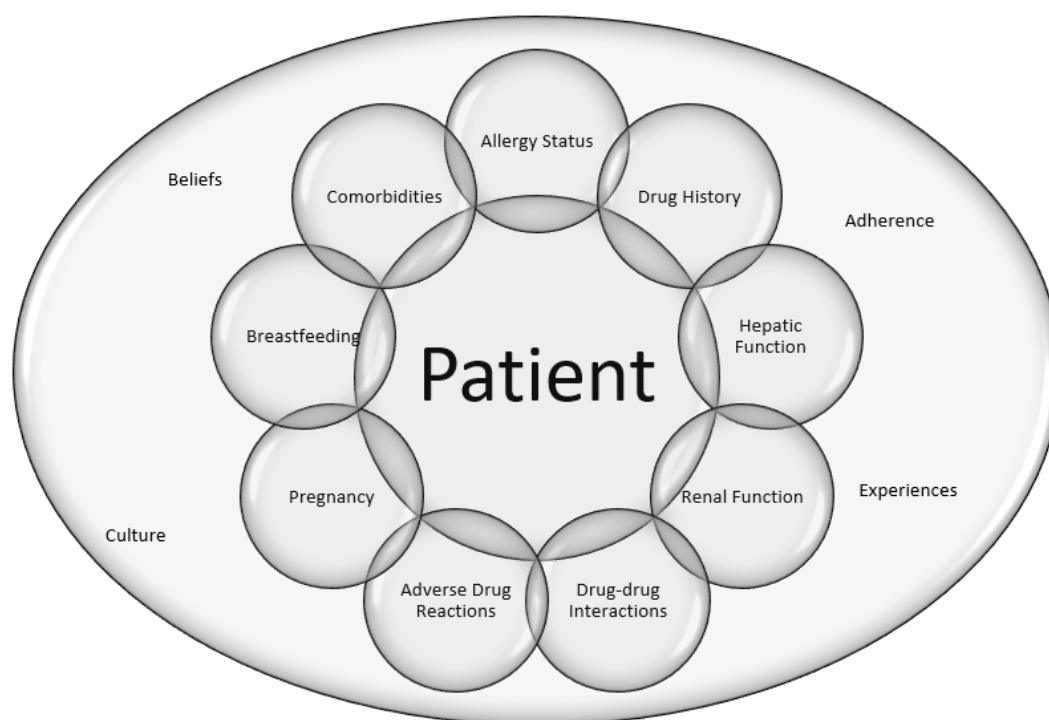 Allergy Status
Beliefs
Comorbidities
Drug History
Adherence
Breastfeeding
Hepatic
Function
Patient
Pregnancy
Renal Function
Experiences
Culture
Adverse Drug
Reactions
Drug-drug
Interactions